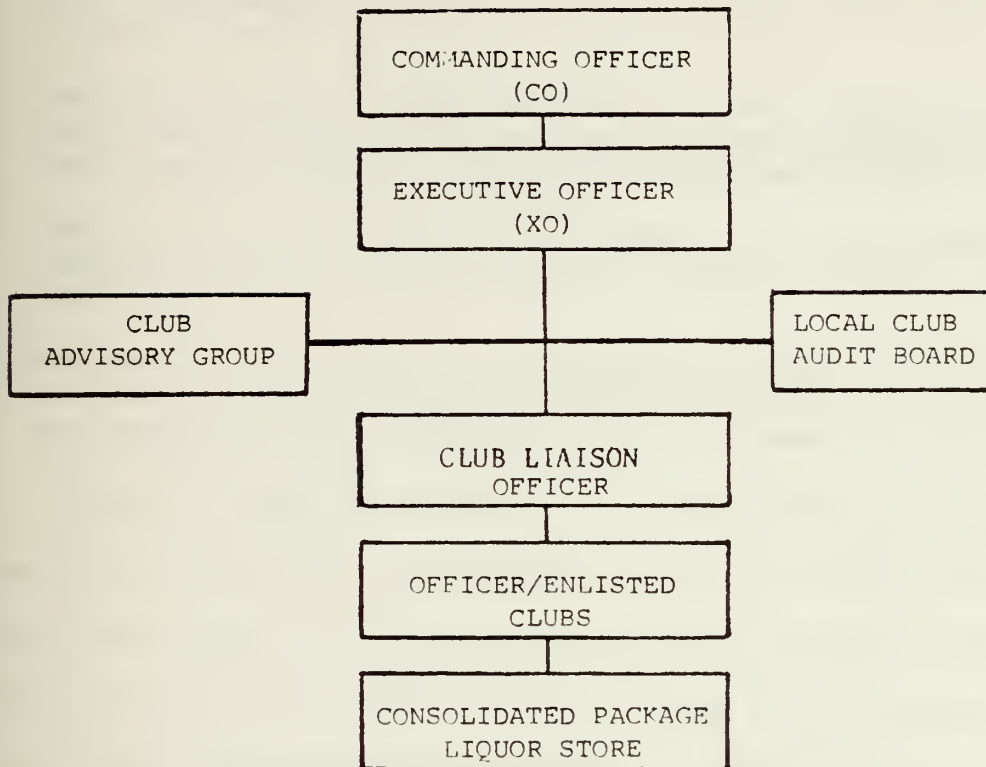 COMMANDING OFFICER
(CO)
EXECUTIVE OFFICER
(XO)
CLUB
ADVISORY GROUP
LOCAL CLUB
AUDIT BOARD
CLUB LIAISON
OFFICER
OFFICER/ENLISTED
CLUBS
CONSOLIDATED PACKAGE
LIQUOR STORE